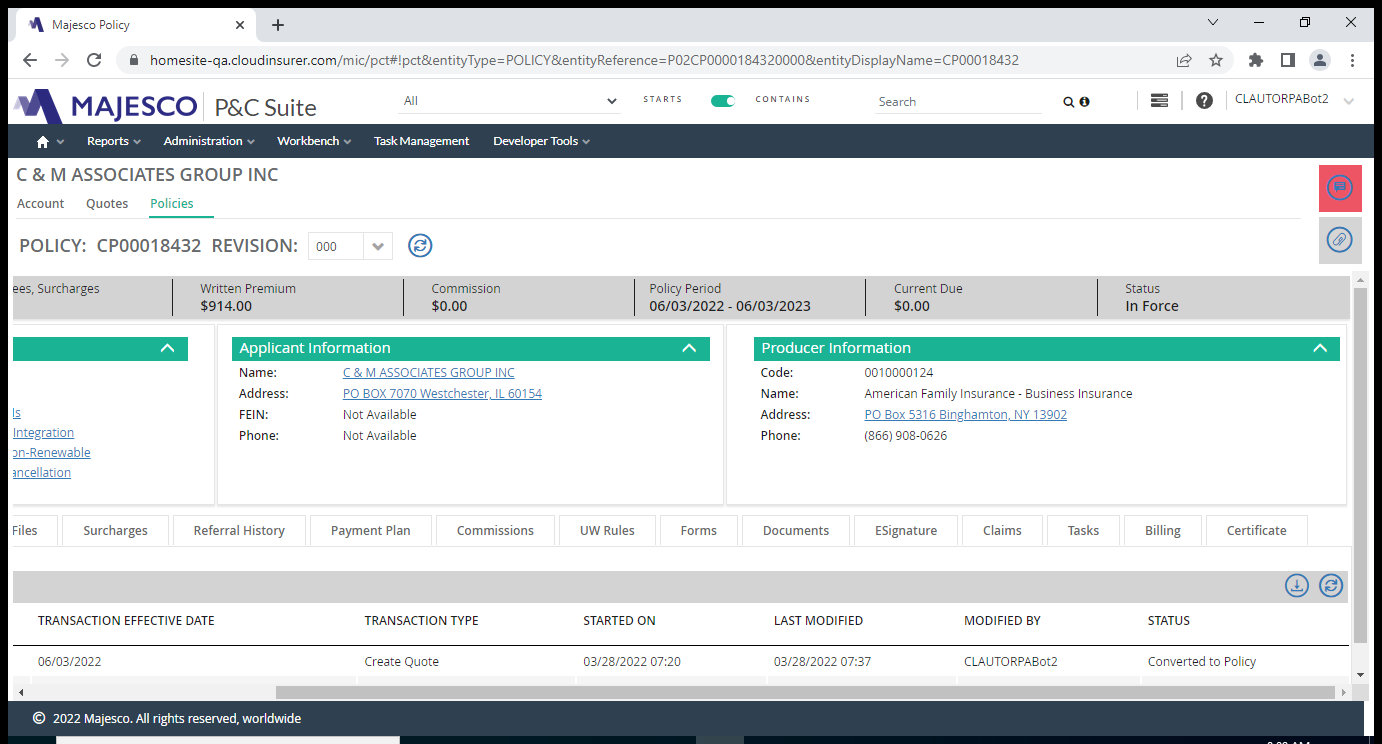 Majesco Policy
homesite-qa.cloudinsurer.com/mic/pct#!pct&entityType=POLICY&entityReference=P02CP0000184320000&entityDisplayName=CP00018432
MAJESCO P&C Suite
All
STARTS
CONTAINS
Search
CLAUTORPABot2
Reports Administration Workbench Task Management Developer Tools
C & M ASSOCIATES GROUP INC
Account Quotes Policies
POLICY: CP00018432 REVISION: 000
ees, Surcharges Written Premium Commission Policy Period Current Due Status
$914.00 $0.00 06/03/2022 - 06/03/2023 $0.00 In Force
Applicant Information
Name: C & M ASSOCIATES GROUP INC
Address: PO BOX 7070 Westchester, IL 60154
FEIN: Not Available
Phone: Not Available
Producer Information
Code: 0010000124
Name: American Family Insurance - Business Insurance
Address: PO Box 5316 Binghamton, NY 13902
Phone: (866) 908-0626
ls
Integration
on-Renewable
ancellation
Files Surcharges Referral History Payment Plan Commissions UW Rules Forms Documents ESignature Claims Tasks Billing Certificate
TRANSACTION EFFECTIVE DATE TRANSACTION TYPE STARTED ON LAST MODIFIED MODIFIED BY STATUS
06/03/2022 Create Quote 03/28/2022 07:20 03/28/2022 07:37 CLAUTORPABot2 Converted to Policy
© 2022 Majesco. All rights reserved, worldwide